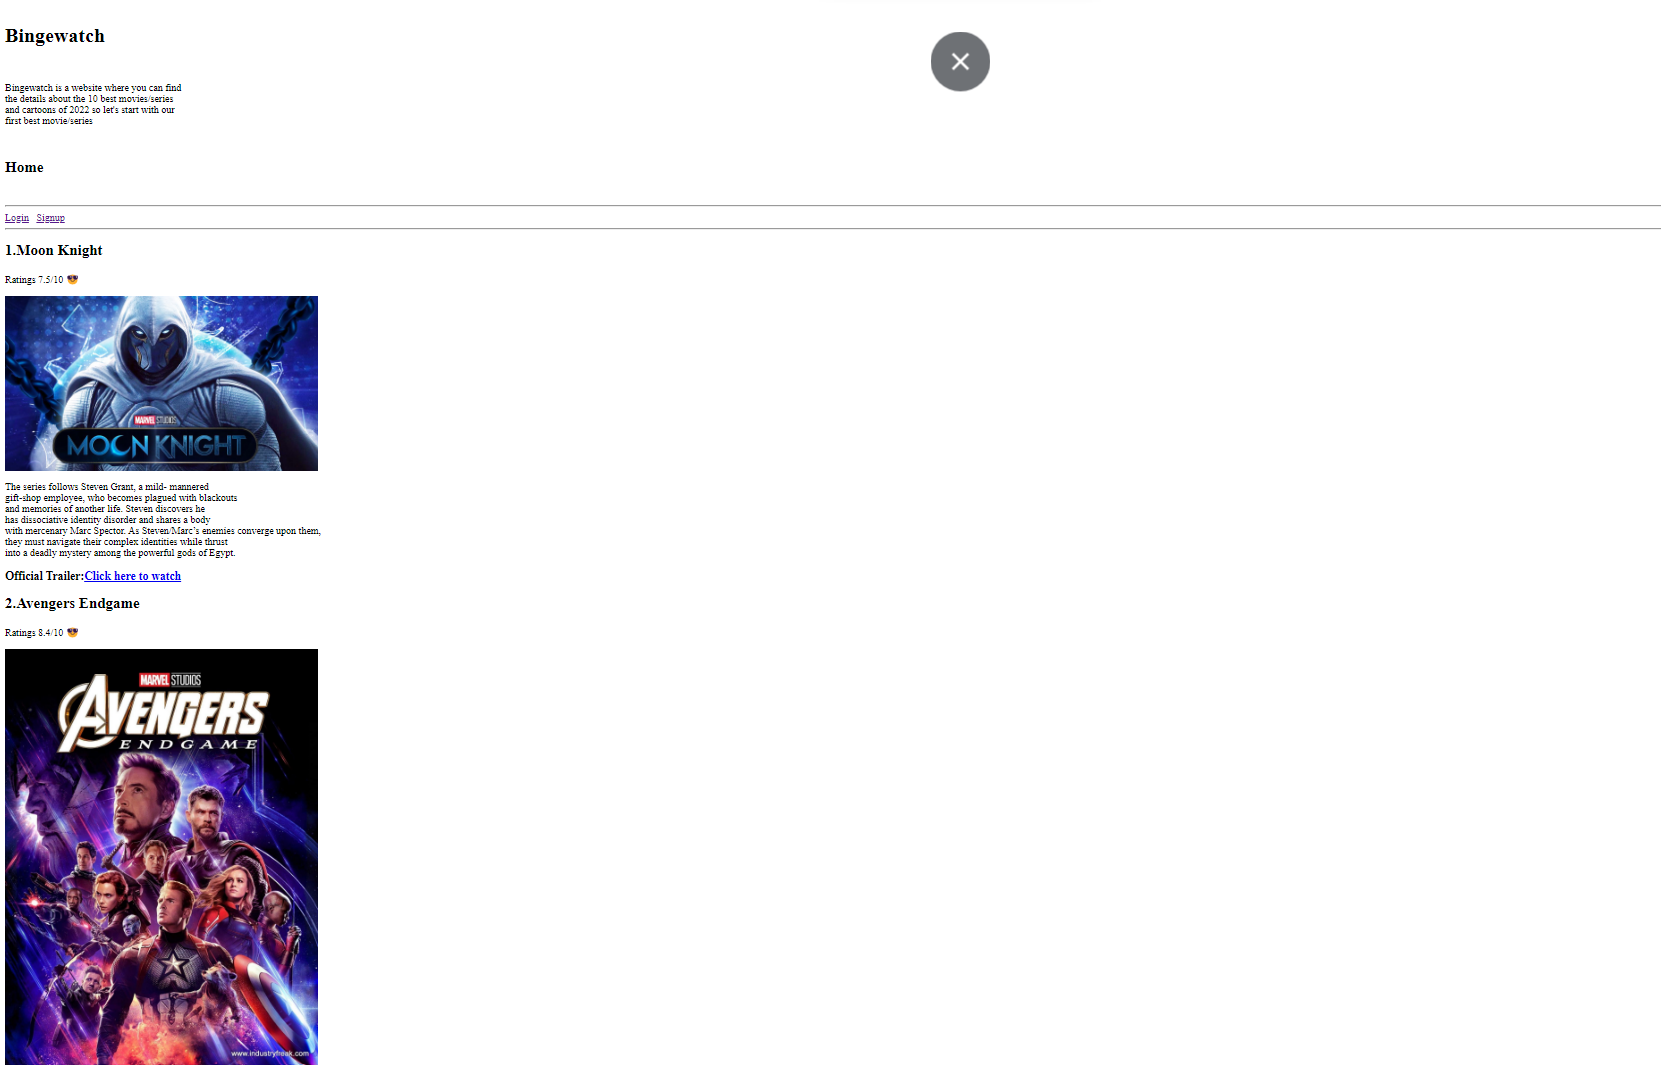 Bingewatch
Bingewatch is a website where you can find
the details about the 10 best movies/series
and cartoons of 2022 so let's start with our
first best movie/series
Home
Login Signup
1.Moon Knight
Ratings 7.5/10 😎
MARVEL STUDIOS
MOON KNIGHT
The series follows Steven Grant, a mild- mannered
gift-shop employee, who becomes plagued with blackouts
and memories of another life. Steven discovers he
has dissociative identity disorder and shares a body
with mercenary Marc Spector. As Steven/Marc's enemies converge upon them,
they must navigate their complex identities while thrust
into a deadly mystery among the powerful gods of Egypt.
Official Trailer:Click here to watch
2.Avengers Endgame
Ratings 8.4/10 😎
MARVEL STUDIOS
AVENGERS
ENDGAME
www.industryfreak.com